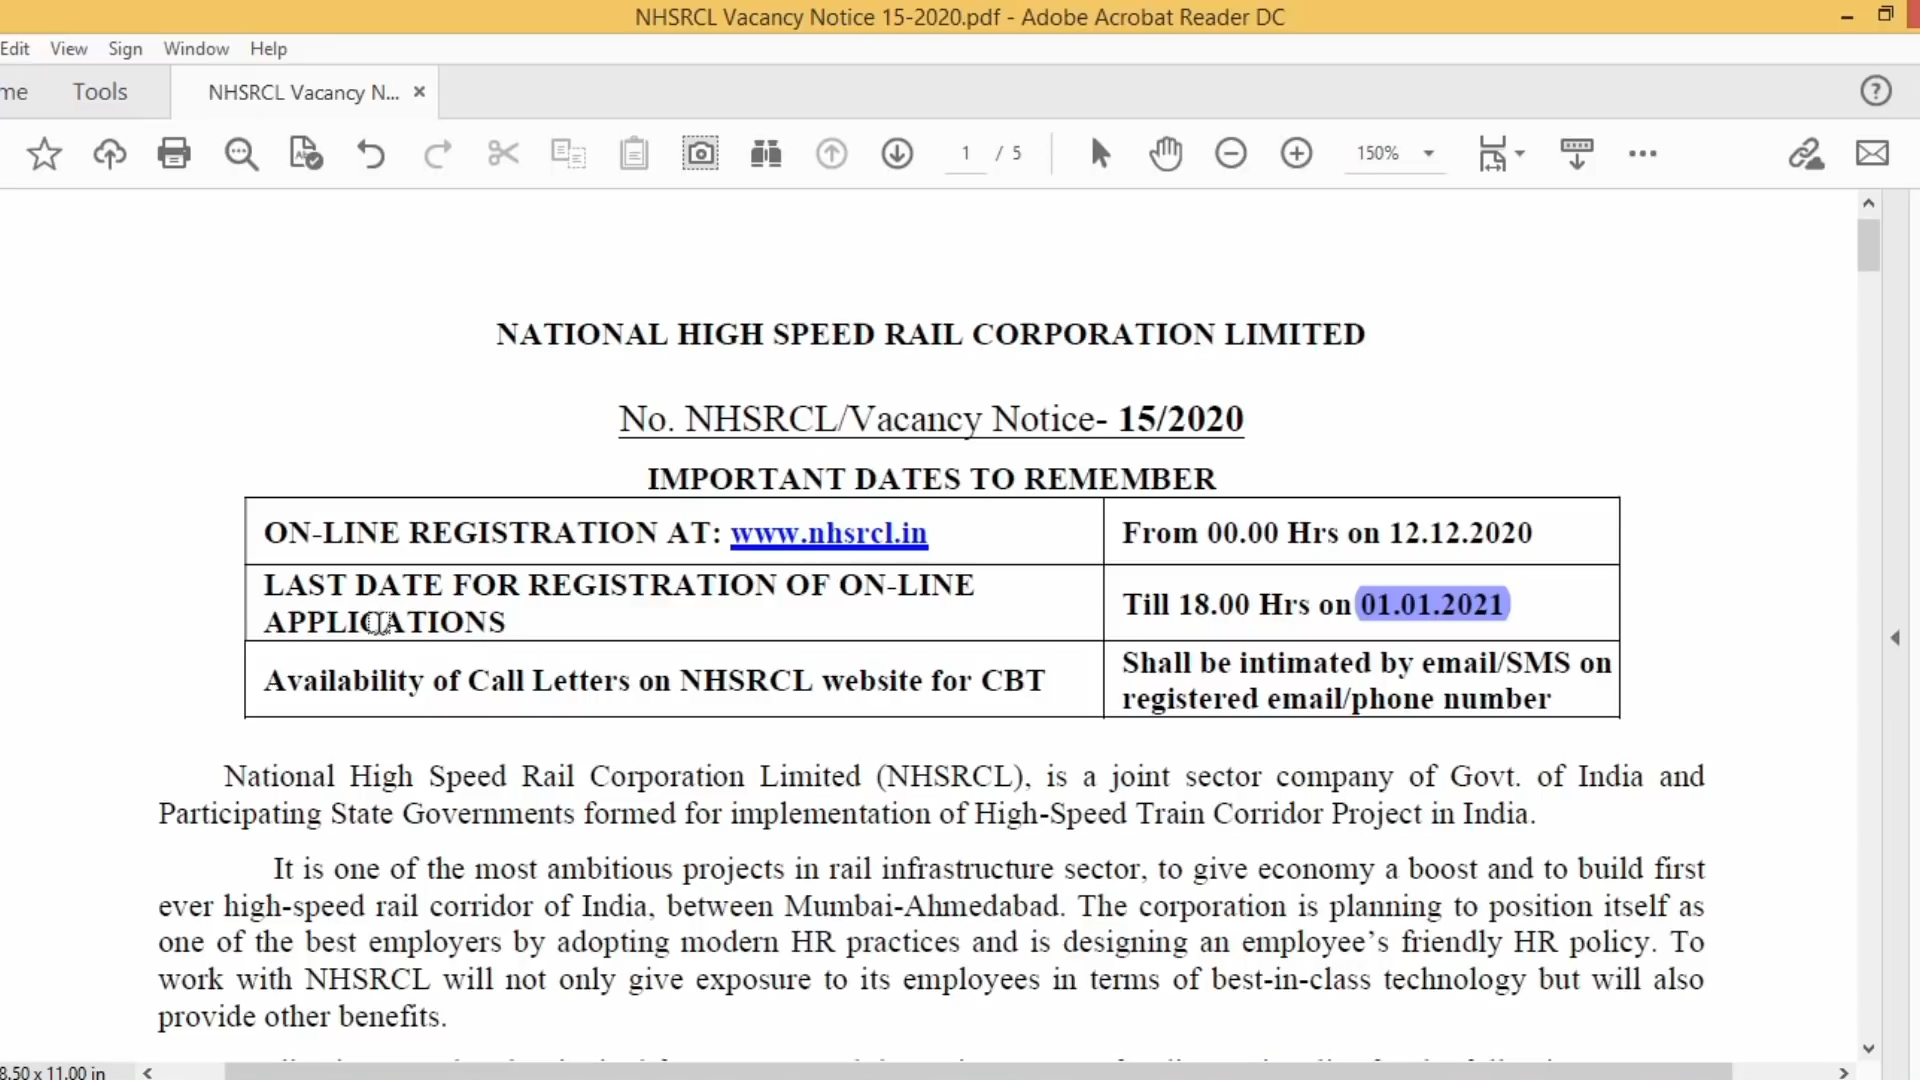 NHSRCL Vacancy Notice 15-2020.pdf - Adobe Acrobat Reader DC
Edit View Sign Window Help
me Tools NHSRCL Vacancy N... ×
1 / 5 150%
NATIONAL HIGH SPEED RAIL CORPORATION LIMITED
No. NHSRCL/Vacancy Notice- 15/2020
IMPORTANT DATES TO REMEMBER
ON-LINE REGISTRATION AT: www.nhsrcl.in From 00.00 Hrs on 12.12.2020
LAST DATE FOR REGISTRATION OF ON-LINE
APPLICATIONS
Till 18.00 Hrs on 01.01.2021
Availability of Call Letters on NHSRCL website for CBT
Shall be intimated by email/SMS on
registered email/phone number
National High Speed Rail Corporation Limited (NHSRCL), is a joint sector company of Govt. of India and
Participating State Governments formed for implementation of High-Speed Train Corridor Project in India.
It is one of the most ambitious projects in rail infrastructure sector, to give economy a boost and to build first
ever high-speed rail corridor of India, between Mumbai-Ahmedabad. The corporation is planning to position itself as
one of the best employers by adopting modern HR practices and is designing an employee's friendly HR policy. To
work with NHSRCL will not only give exposure to its employees in terms of best-in-class technology but will also
provide other benefits.
8.50 x 11.00 in